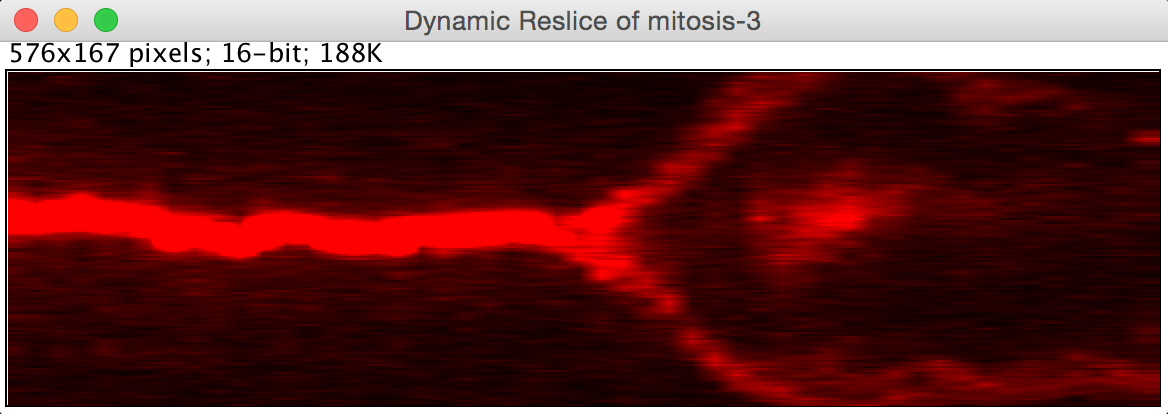 Dynamic Reslice of mitosis-3
576x167 pixels; 16-bit; 188K